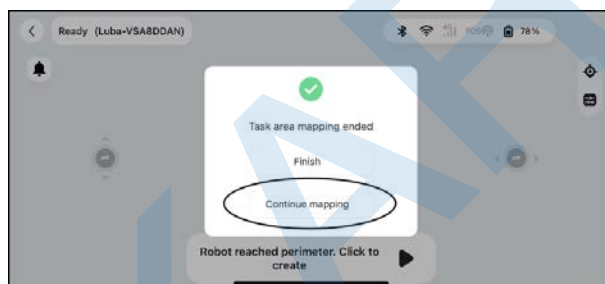 Ready (Luba-VSA8DDAN)
78%
Task area mapping ended
Finish
Continue mapping
Robot reached perimeter. Click to
create